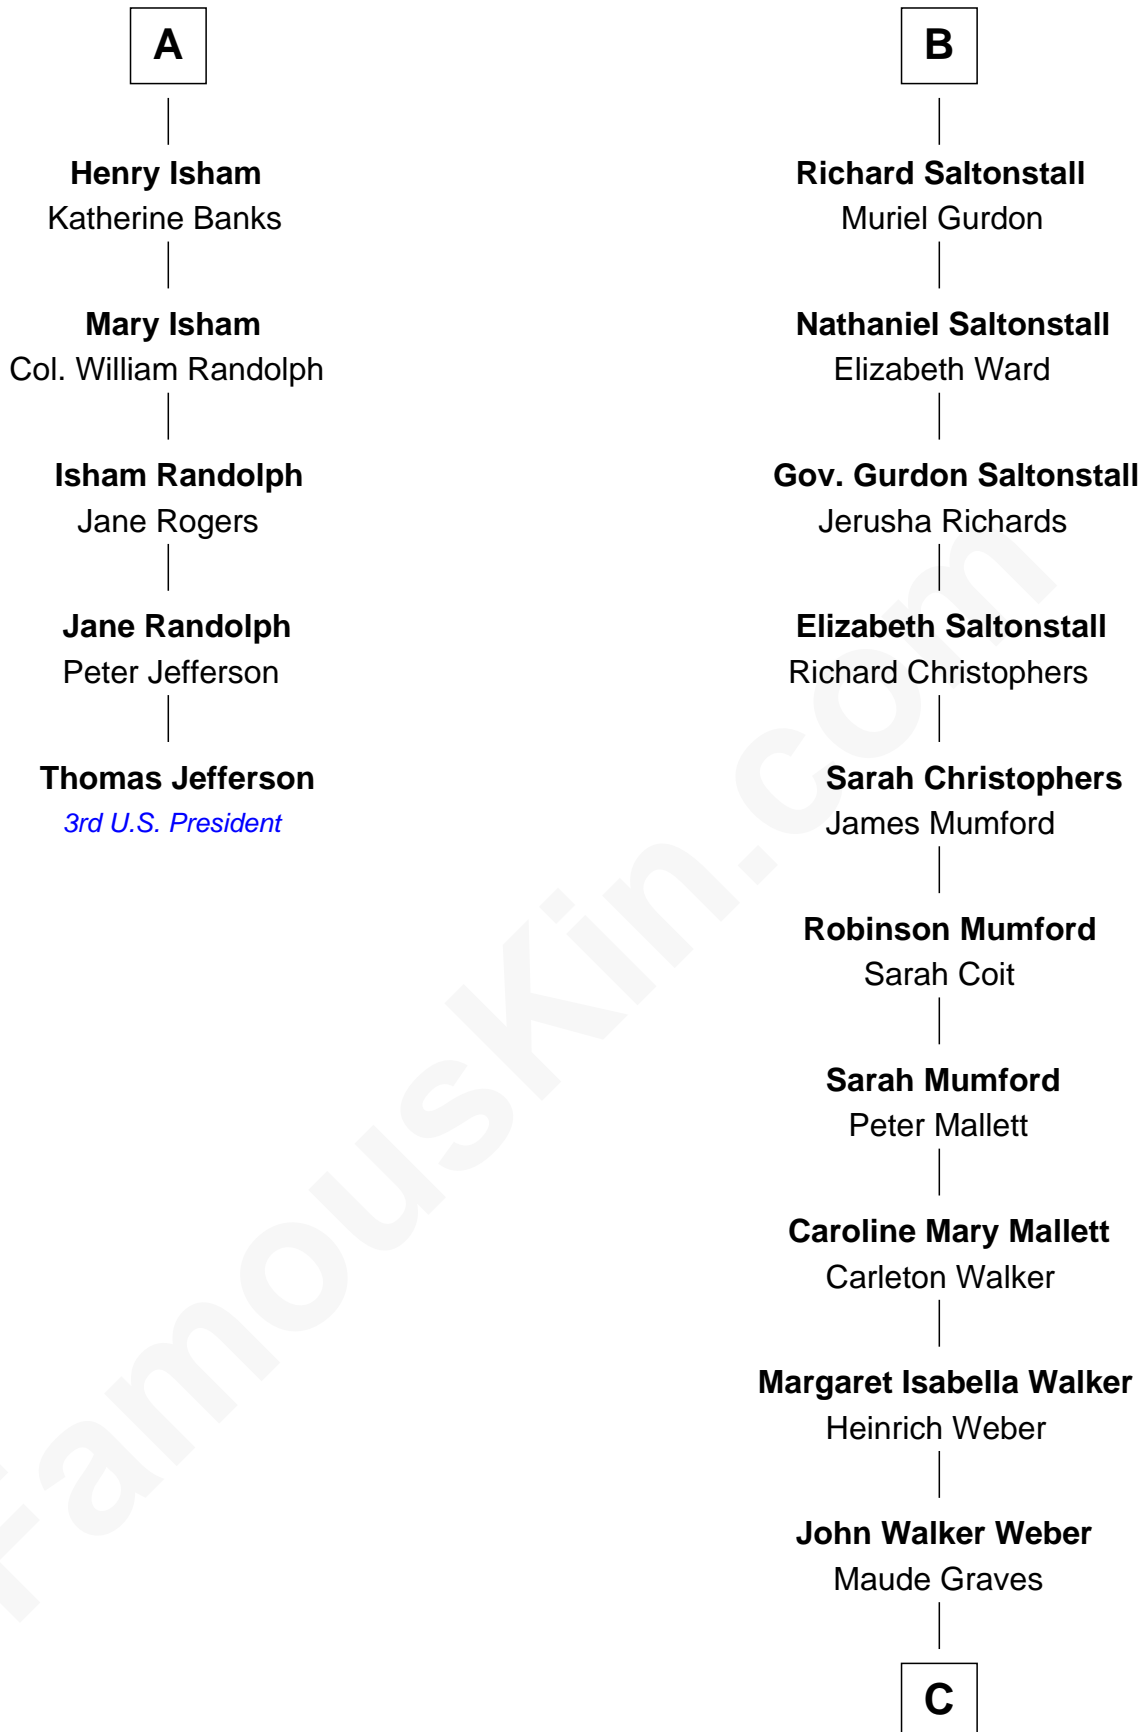 A
Henry Isham
Katherine Banks
Mary Isham
Col. William Randolph
Isham Randolph
Jane Rogers
Jane Randolph
Peter Jefferson
Thomas Jefferson
3rd U.S. President
B
Richard Saltonstall
Muriel Gurdon
Nathaniel Saltonstall
Elizabeth Ward
Gov. Gurdon Saltonstall
Jerusha Richards
Elizabeth Saltonstall
Richard Christophers
Sarah Christophers
James Mumford
Robinson Mumford
Sarah Coit
Sarah Mumford
Peter Mallett
Caroline Mary Mallett
Carleton Walker
Margaret Isabella Walker
Heinrich Weber
John Walker Weber
Maude Graves
C
FamousKin.com